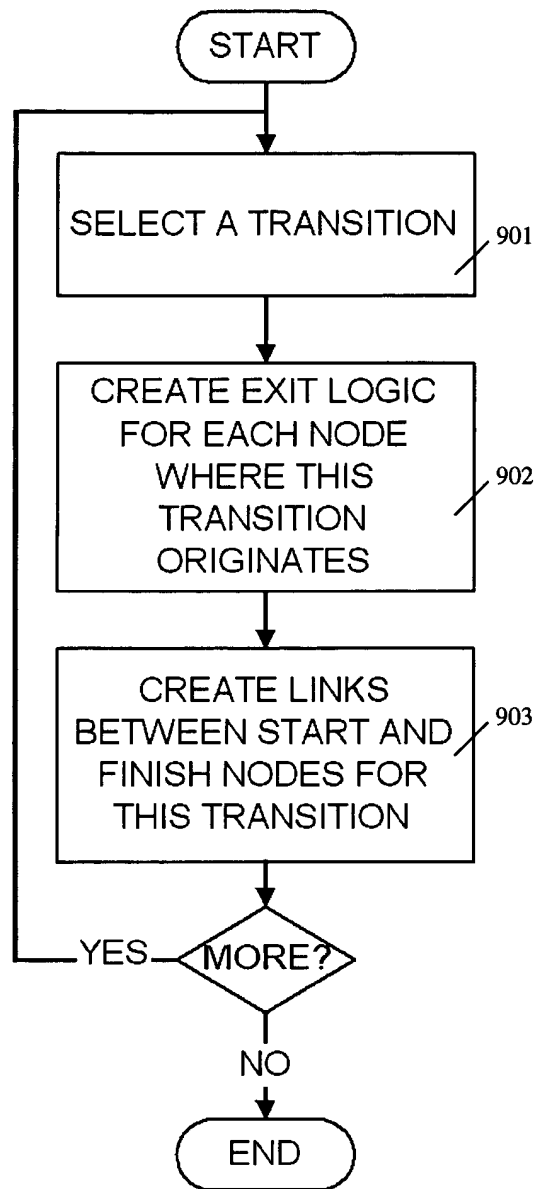 START
SELECT A TRANSITION
901
CREATE EXIT LOGIC
FOR EACH NODE
WHERE THIS
TRANSITION
ORIGINATES
902
CREATE LINKS
BETWEEN START AND
FINISH NODES FOR
THIS TRANSITION
903
YES
MORE?
NO
END